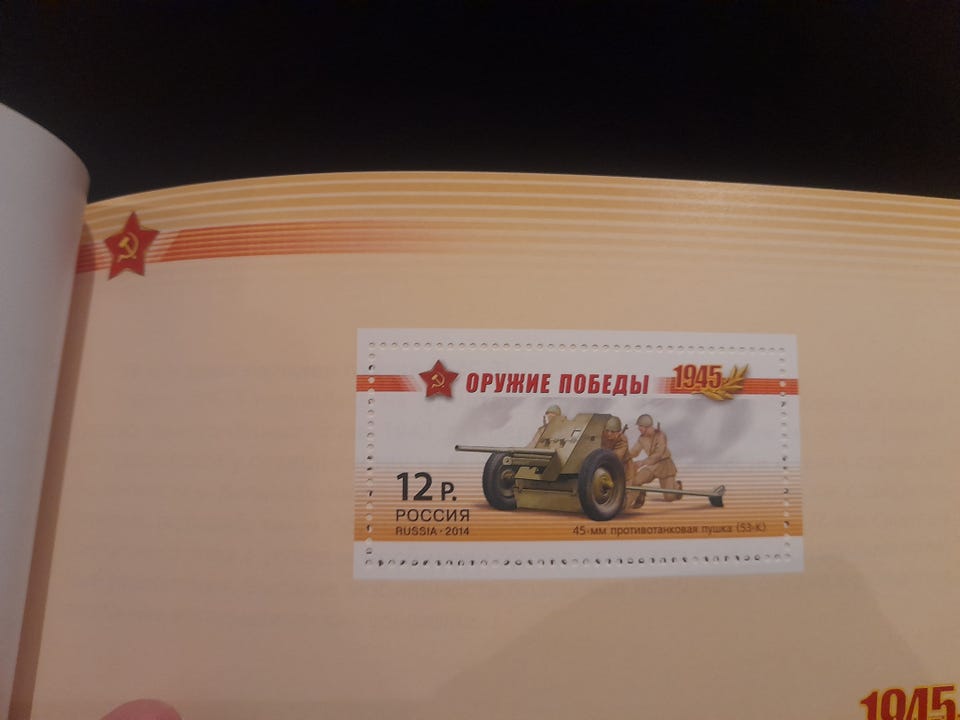 ОРУЖИЕ ПОБЕДЫ 1945
12 Р.
РОССИЯ
RUSSIA · 2014
45-мм противотанковая пушка (53-К)
1945